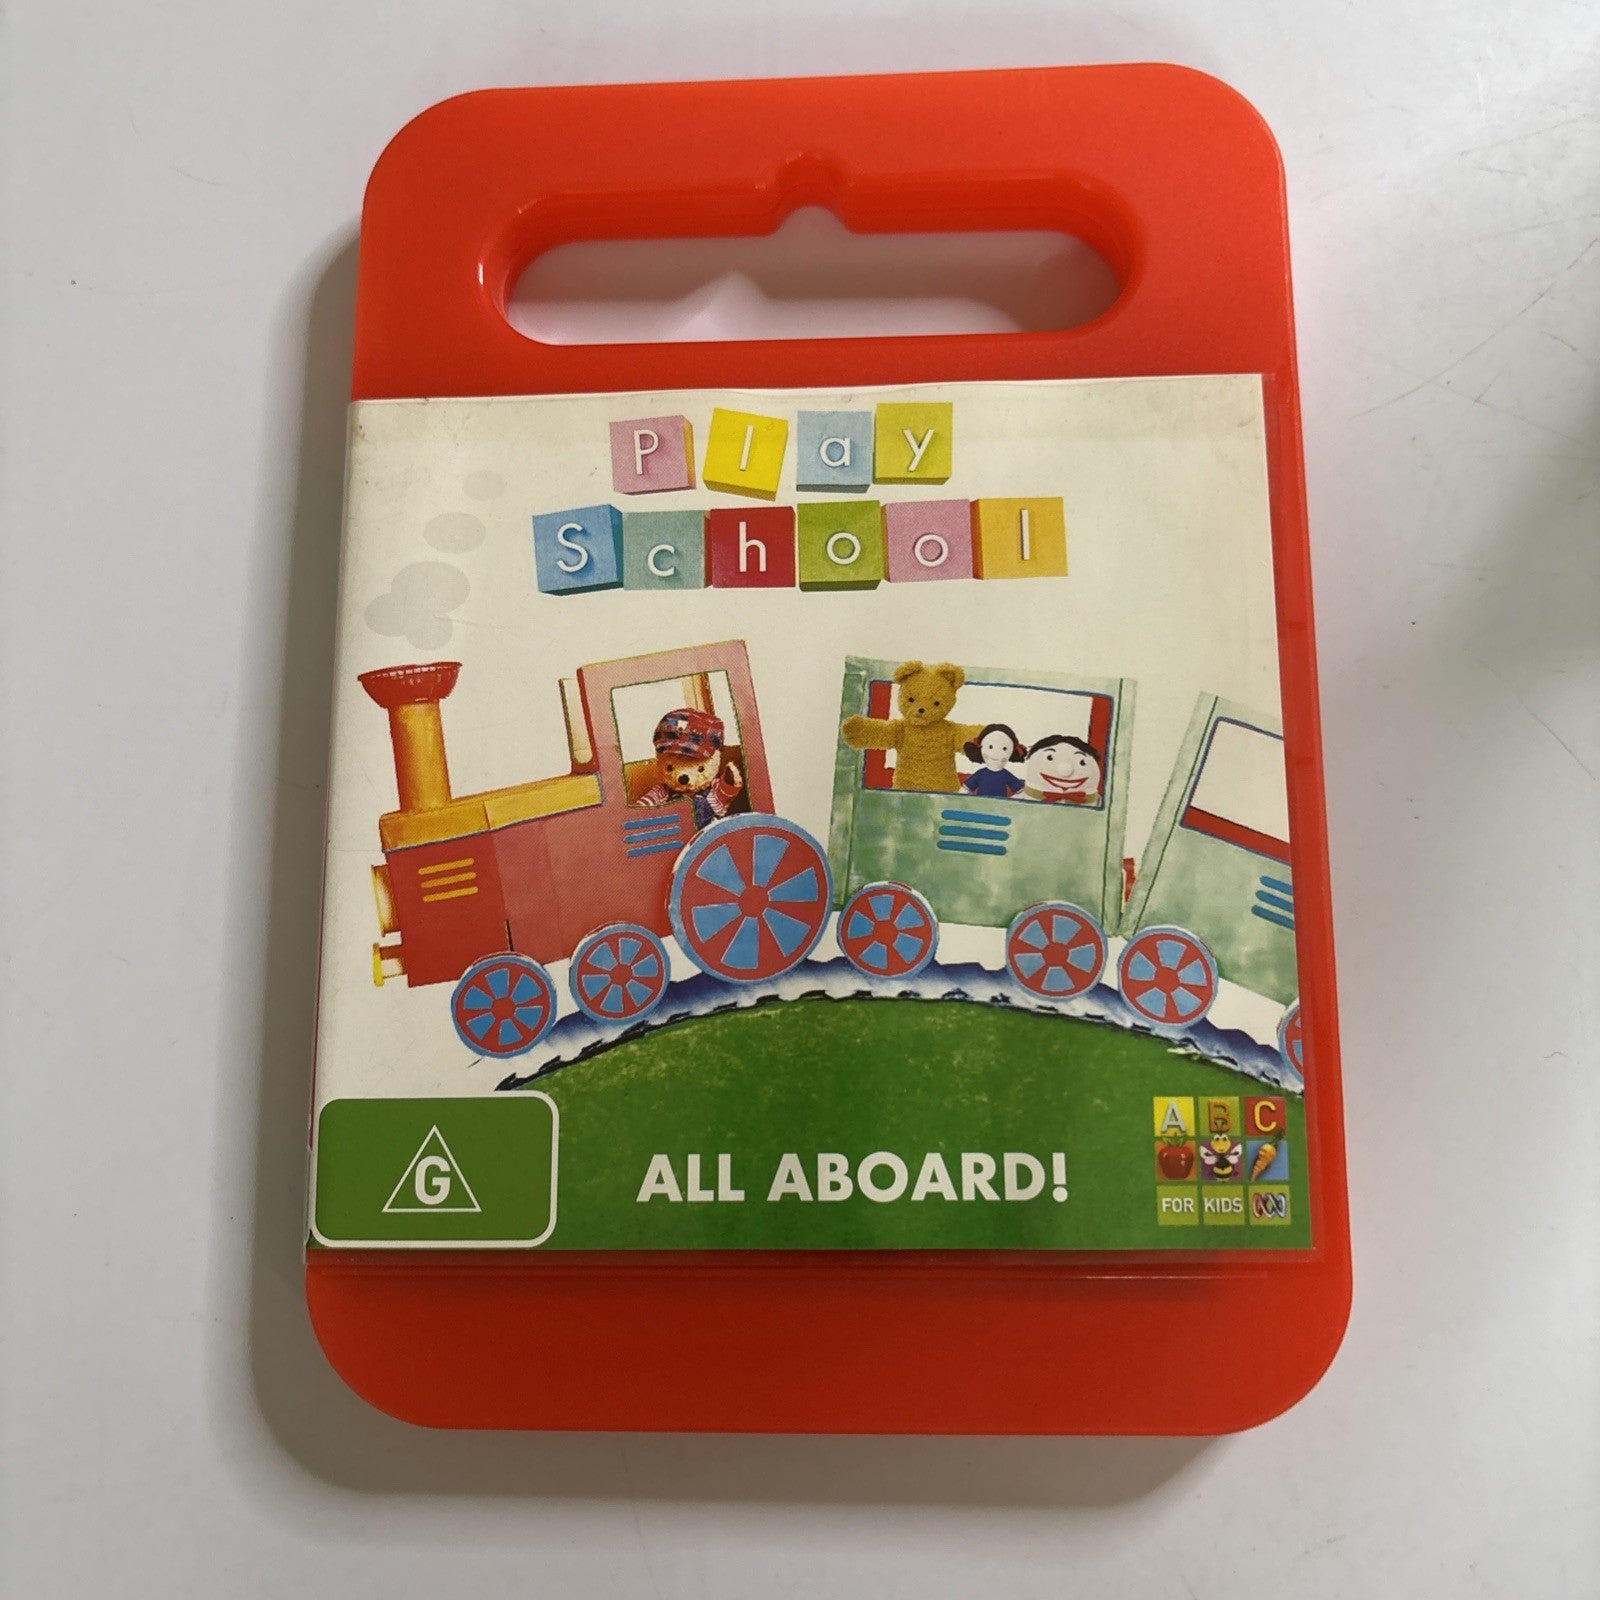 Play
School
G
ALL ABOARD!
A B C
FOR KIDS